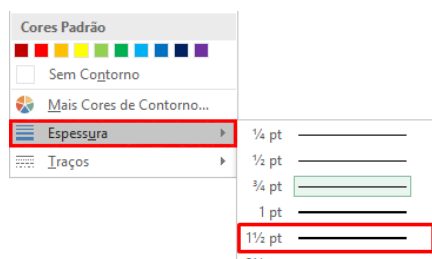 Cores Padrão
Sem Contorno
Mais Cores de Contorno...
Espessura
Traços
¼ pt
½ pt
¾ pt
1 pt
1½ pt